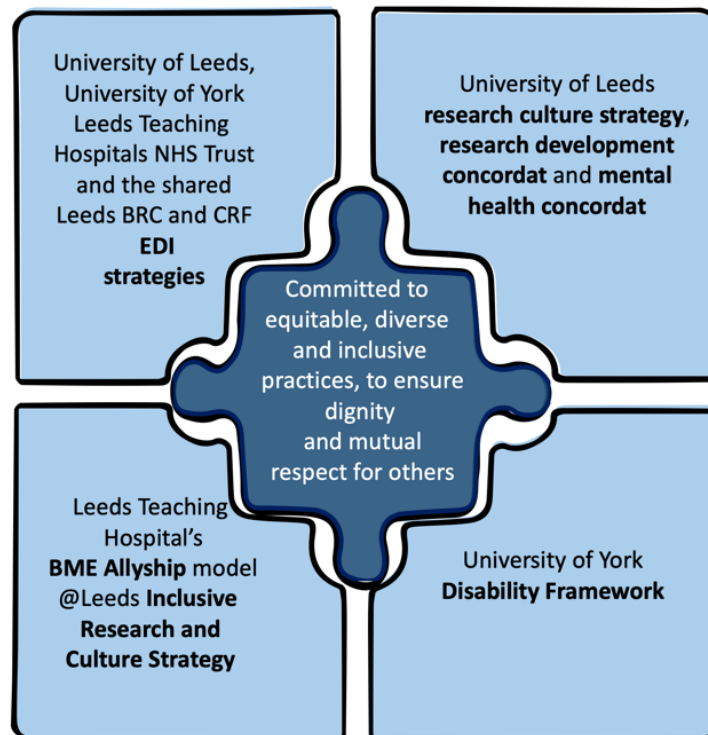 University of Leeds,
University of York
Leeds Teaching
Hospitals NHS Trust
and the shared
Leeds BRC and CRF
EDI
strategies
University of Leeds
research culture strategy,
research development
concordat and mental
health concordat
Committed to
equitable, diverse
and inclusive
practices, to ensure
dignity
and mutual
respect for others
Leeds Teaching
Hospital’s
BME Allyship model
@Leeds Inclusive
Research and
Culture Strategy
University of York
Disability Framework